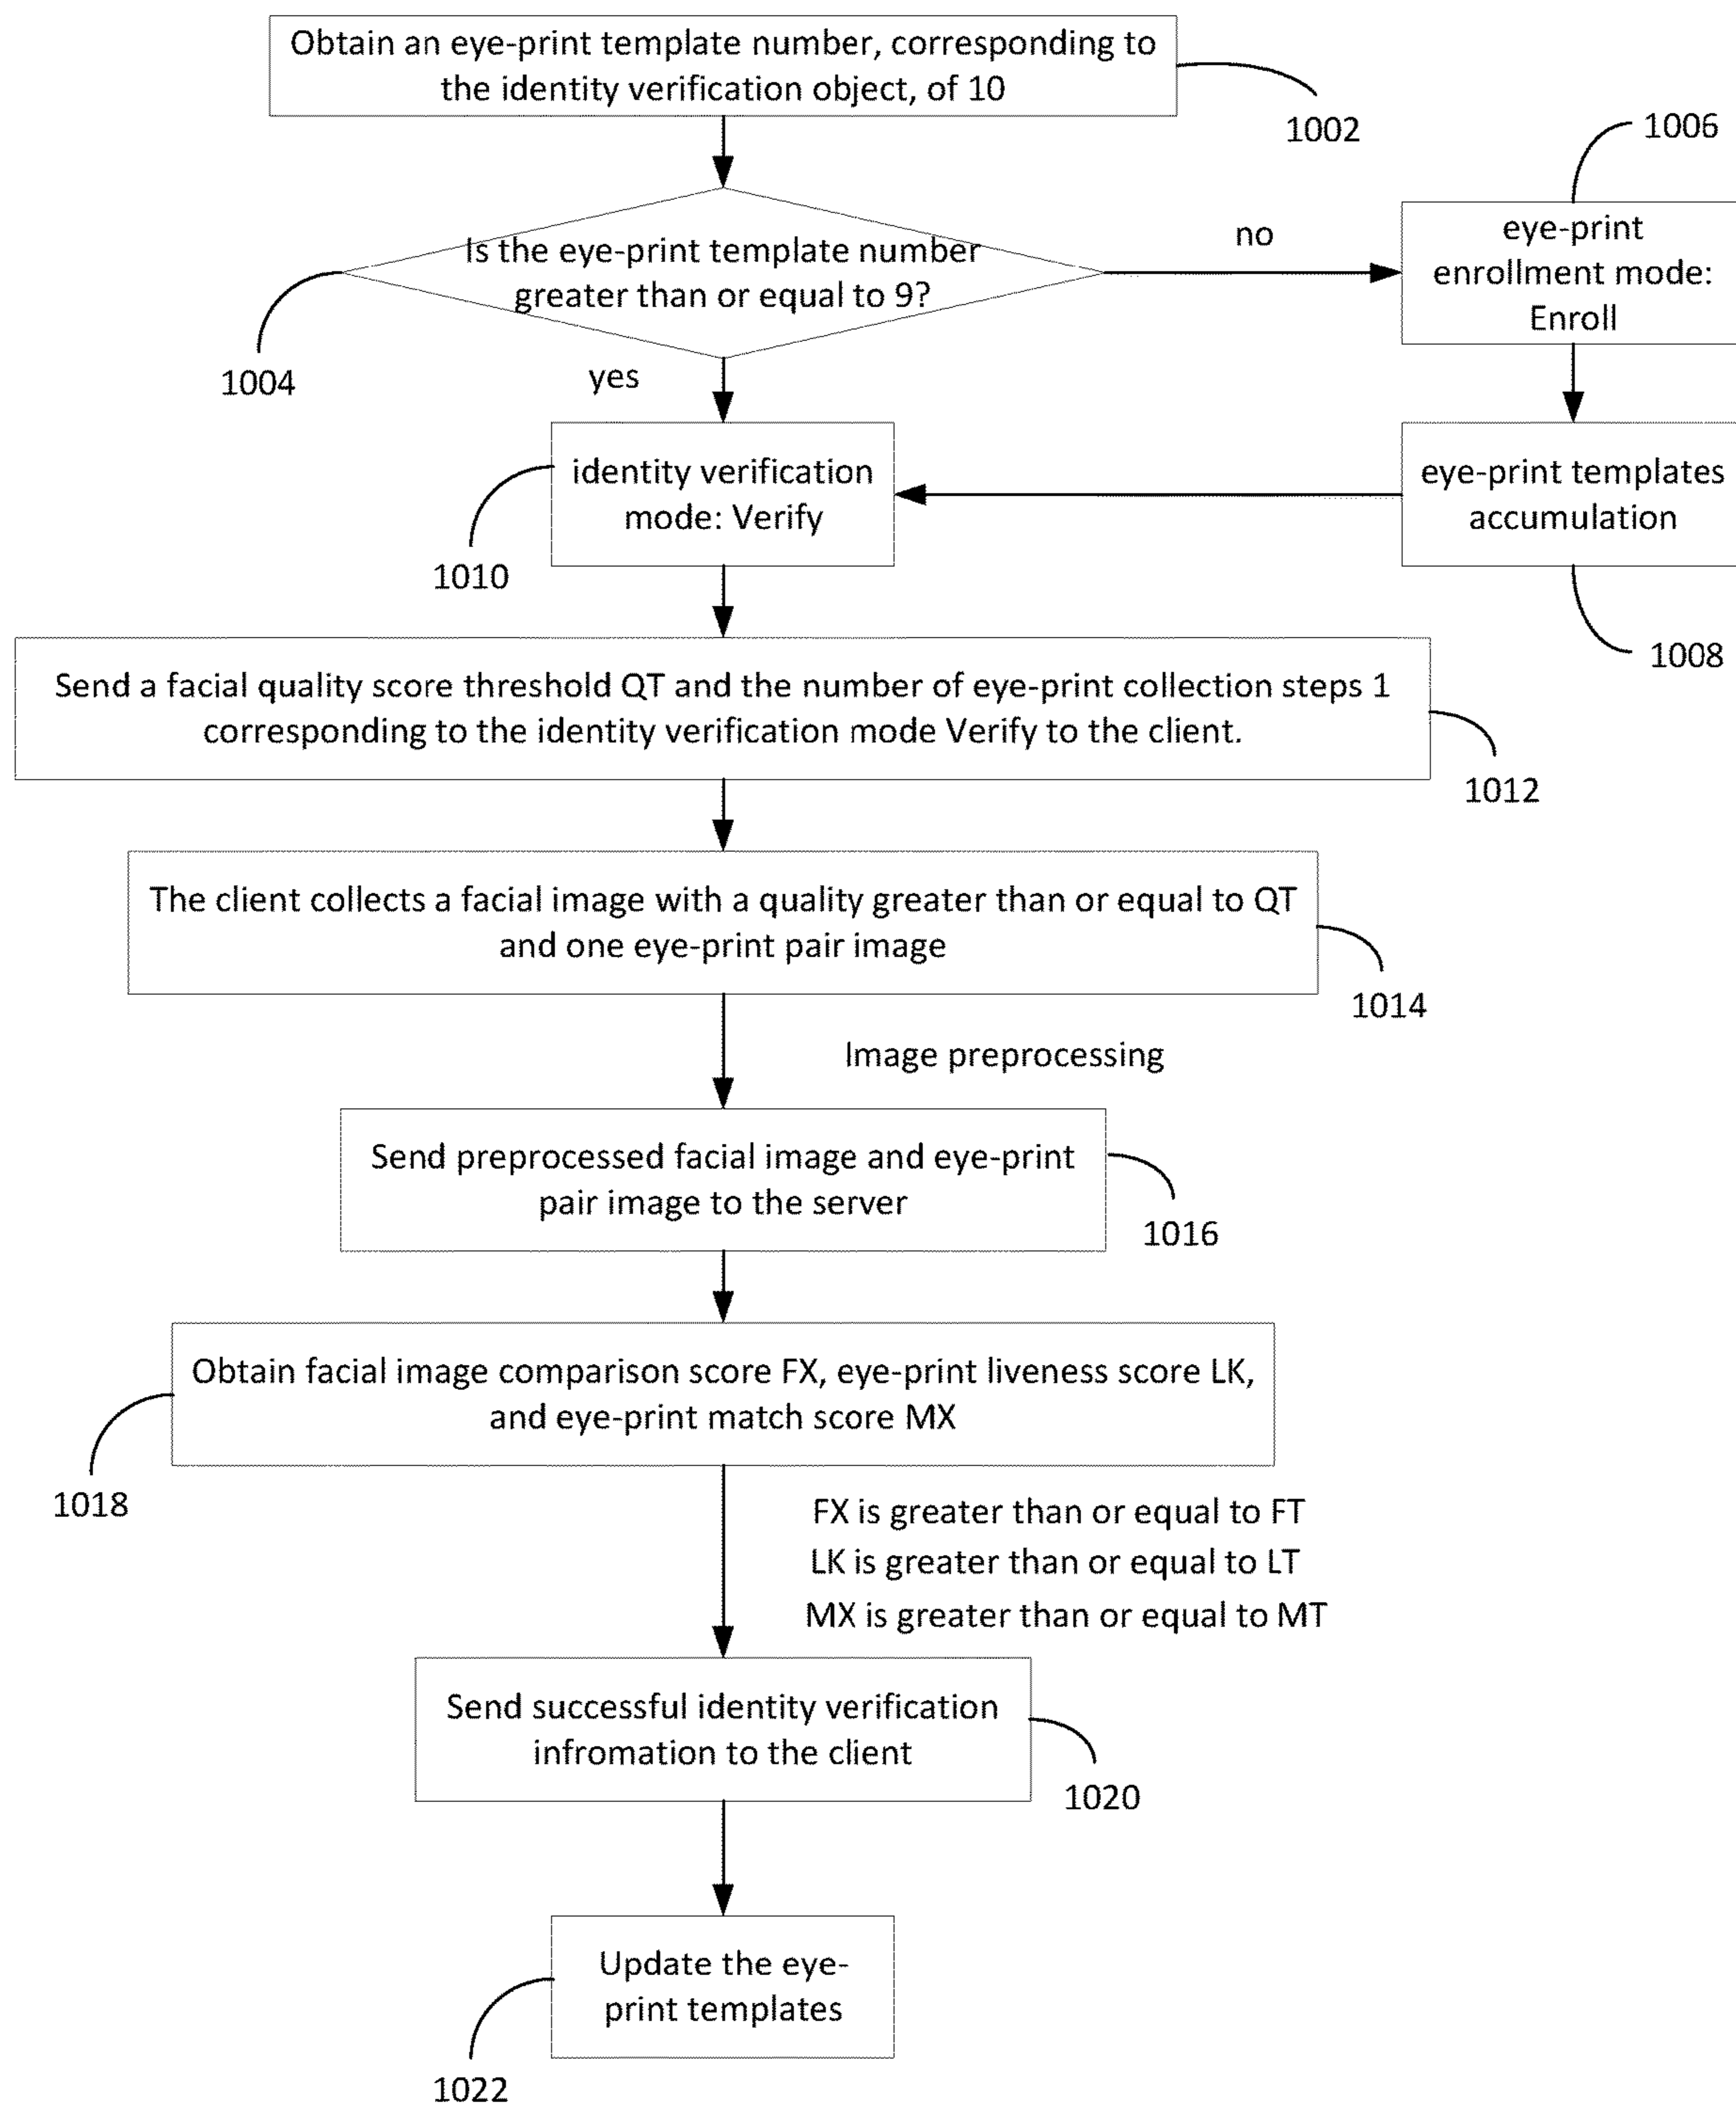 Obtain an eye-print template number, corresponding to
the identity verification object, of 10
1002
1006
Is the eye-print template number
greater than or equal to 9?
no
eye-print
enrollment mode:
Enroll
1004
yes
identity verification
mode: Verify
eye-print templates
accumulation
1010
1008
Send a facial quality score threshold QT and the number of eye-print collection steps 1
corresponding to the identity verification mode Verify to the client.
1012
The client collects a facial image with a quality greater than or equal to QT
and one eye-print pair image
1014
Image preprocessing
Send preprocessed facial image and eye-print
pair image to the server
1016
Obtain facial image comparison score FX, eye-print liveness score LK,
and eye-print match score MX
1018
FX is greater than or equal to FT
LK is greater than or equal to LT
MX is greater than or equal to MT
Send successful identity verification
infromation to the client
1020
Update the eye-
print templates
1022